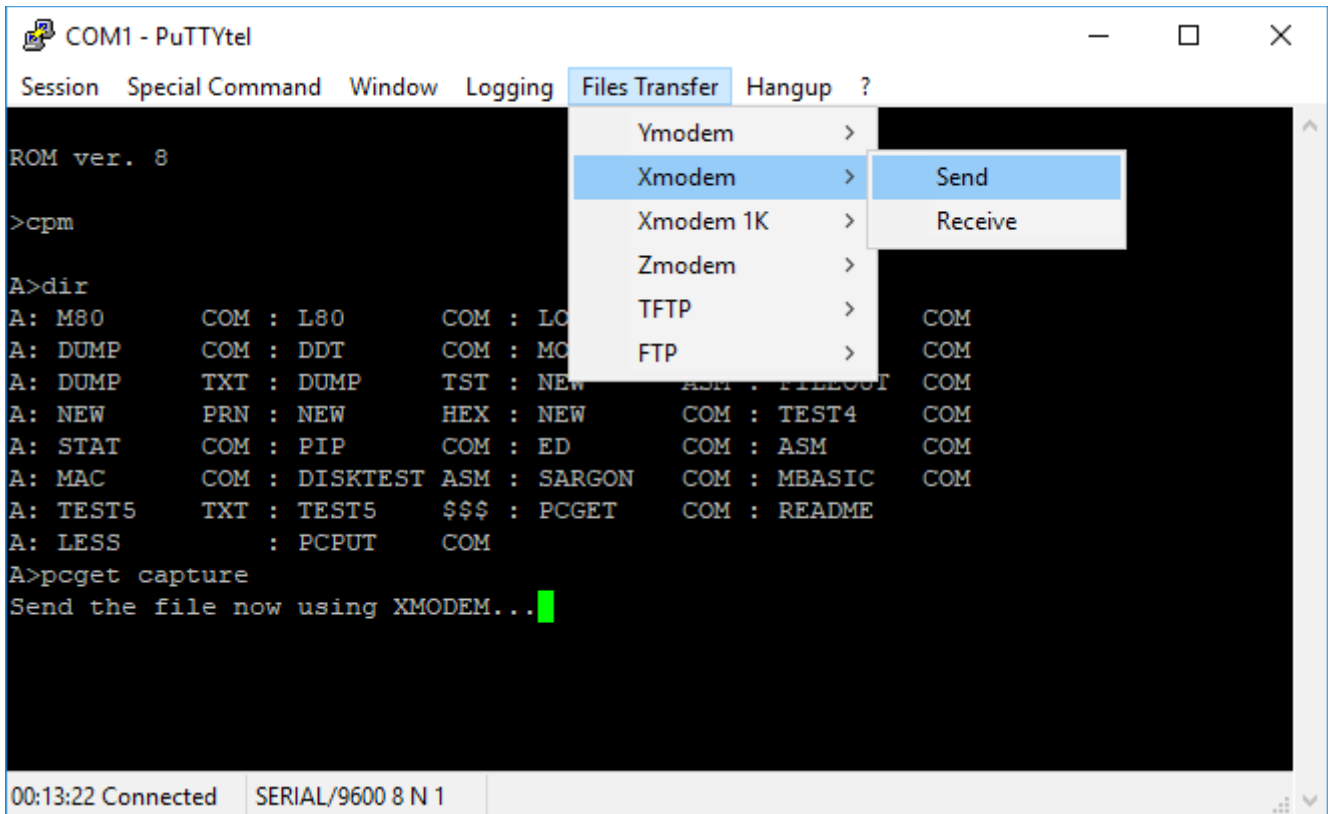 COM1 - PuTTYtel
Session Special Command Window Logging Files Transfer Hangup ?
Ymodem >
Xmodem >
Xmodem 1K >
Zmodem >
TFTP >
FTP >
Send
Receive
ROM ver. 8
>cpm
A>dir
A: M80 COM : L80 COM : COM
A: DUMP COM : DDT COM : COM
A: DUMP TXT : DUMP TST : NEW ASM : FILEOUT COM
A: NEW PRN : NEW HEX : NEW COM : TEST4 COM
A: STAT COM : PIP COM : ED COM : ASM COM
A: MAC COM : DISKTEST ASM : SARGON COM : MBASIC COM
A: TEST5 TXT : TEST5 $$$ : PCGET COM : README
A: LESS : PCPUT COM
A>pcget capture
Send the file now using XMODEM...
00:13:22 Connected SERIAL/9600 8 N 1